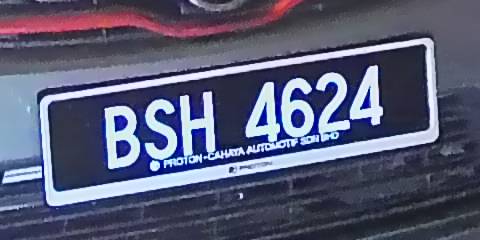 BSH 4624
PROTON-CAHAYA AUTOMOTIF SDN BHD
PROTON